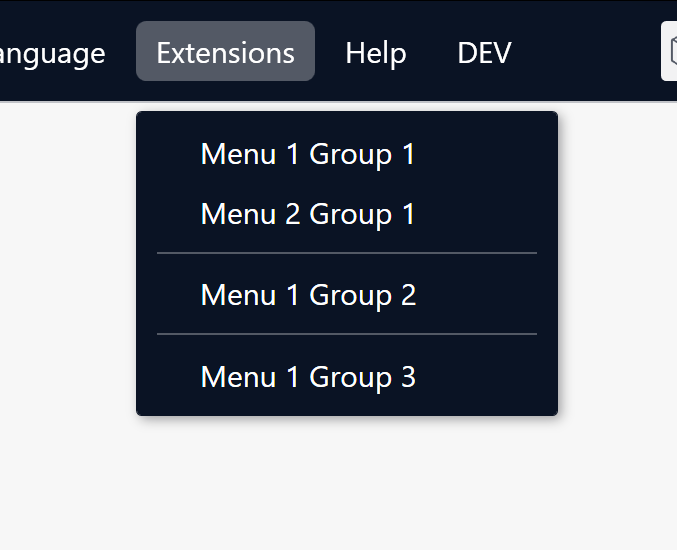 anguage Extensions Help DEV
Menu 1 Group 1
Menu 2 Group 1
Menu 1 Group 2
Menu 1 Group 3